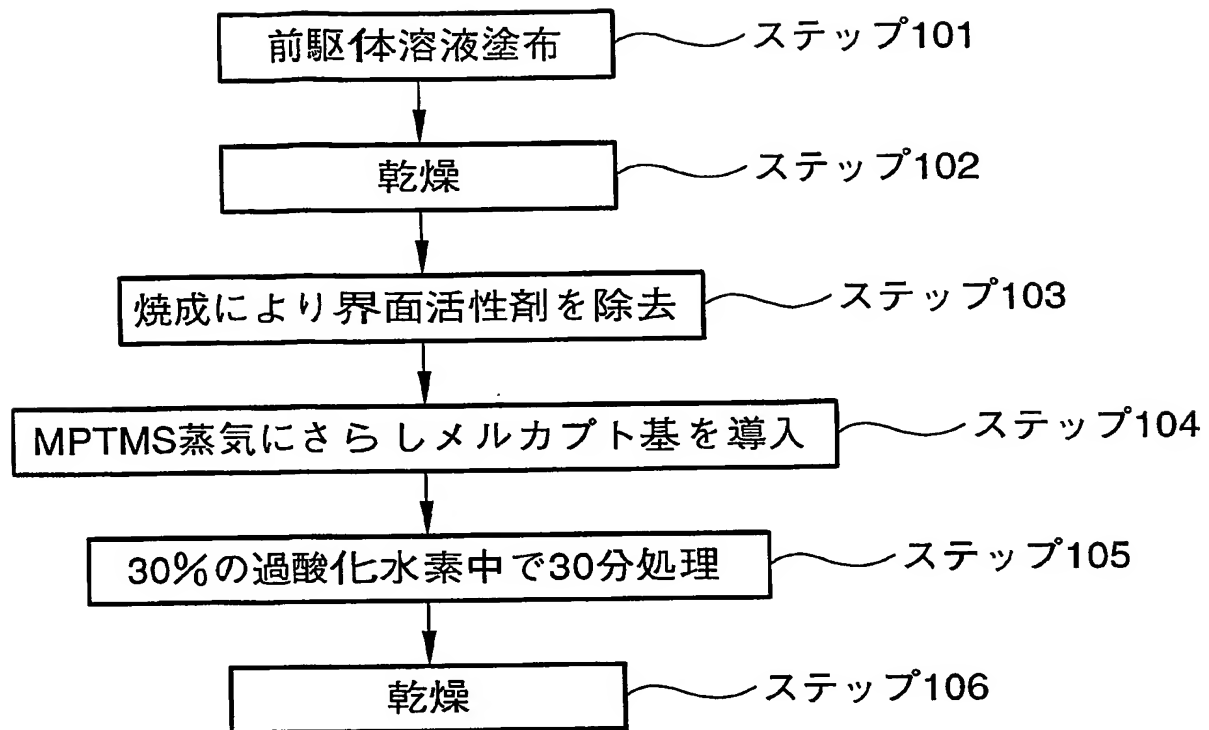 前駆体溶液塗布
ステップ101
乾燥
ステップ102
焼成により界面活性剤を除去
ステップ103
MPTMS蒸気にさらしメルカプト基を導入
ステップ104
30%の過酸化水素中で30分処理
ステップ105
乾燥
ステップ106